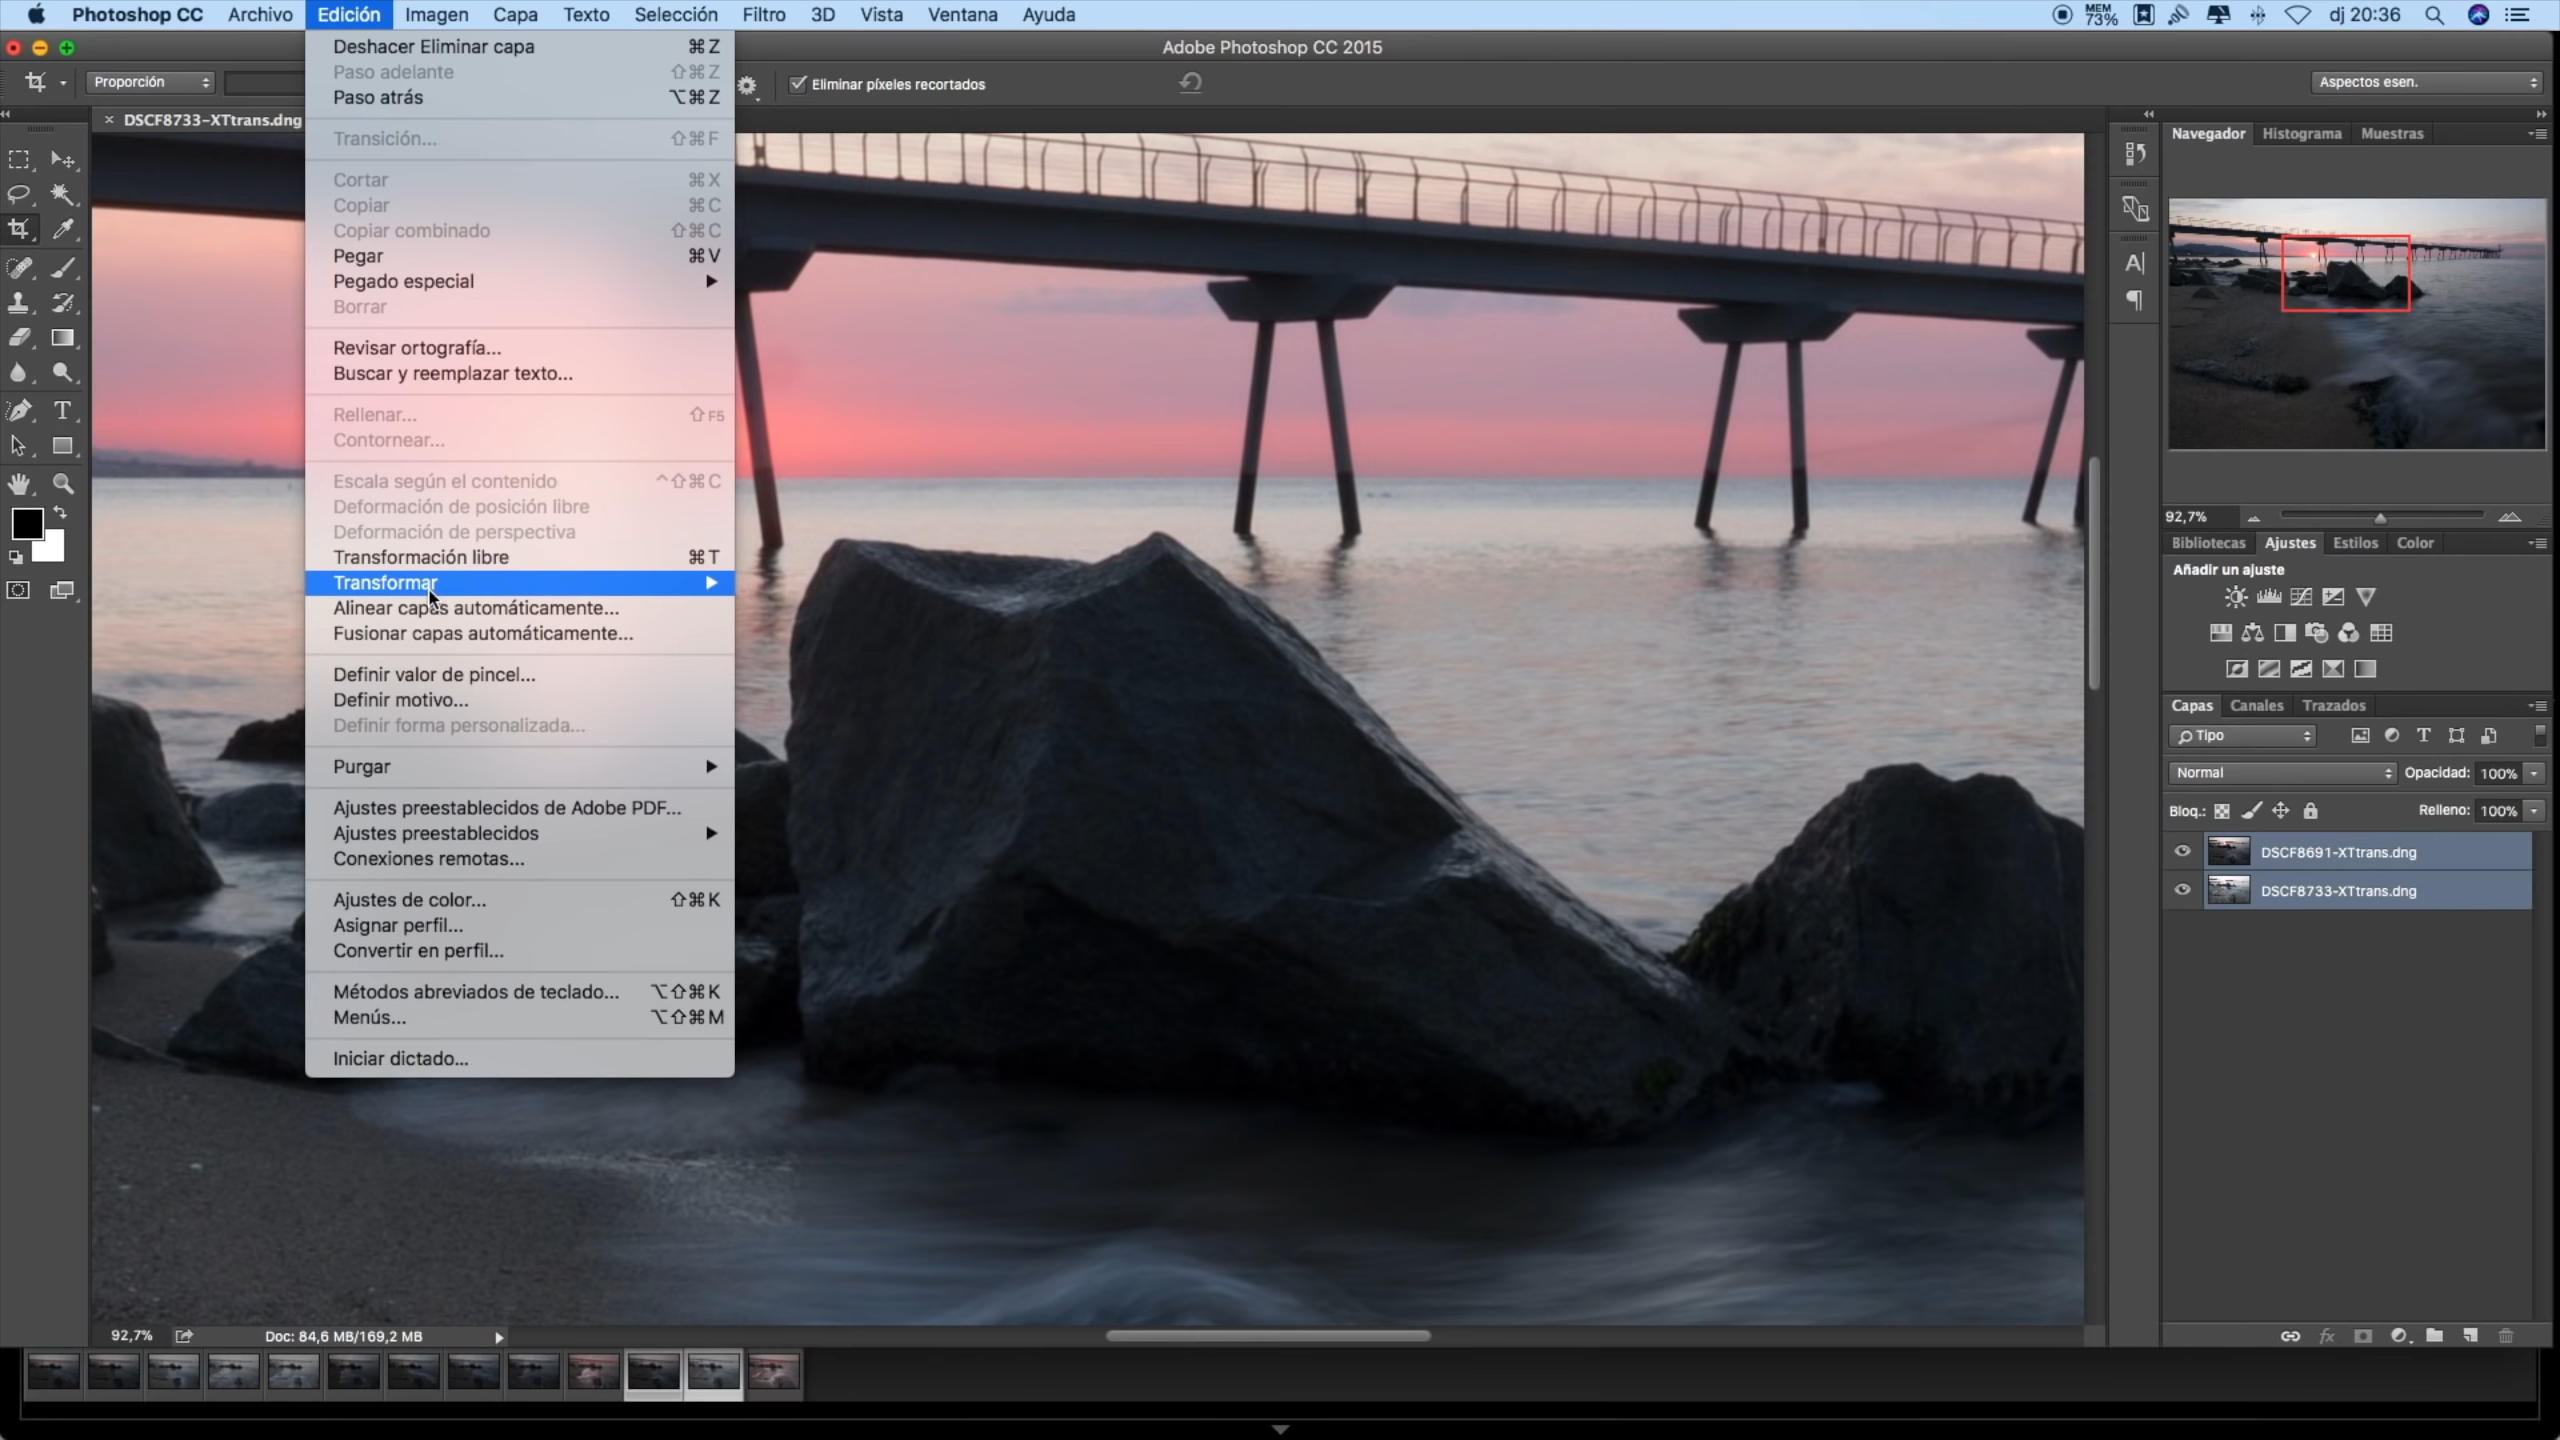 Photoshop CC Archivo Edición Imagen Capa Texto Selección Filtro 3D Vista Ventana Ayuda MEM 73% dj 20:36
Adobe Photoshop CC 2015
Proporción Eliminar píxeles recortados Aspectos esen.
× DSCF8733-XTtrans.dng
Deshacer Eliminar capa ⌘Z
Paso adelante ⇧⌘Z
Paso atrás ⌥⌘Z
Transición... ⇧⌘F
Cortar ⌘X
Copiar ⌘C
Copiar combinado ⇧⌘C
Pegar ⌘V
Pegado especial ▶
Borrar
Revisar ortografía...
Buscar y reemplazar texto...
Rellenar... ⇧F5
Contornear...
Escala según el contenido ^⇧⌘C
Deformación de posición libre
Deformación de perspectiva
Transformación libre ⌘T
Transformar ▶
Alinear capas automáticamente...
Fusionar capas automáticamente...
Definir valor de pincel...
Definir motivo...
Definir forma personalizada...
Purgar ▶
Ajustes preestablecidos de Adobe PDF...
Ajustes preestablecidos ▶
Conexiones remotas...
Ajustes de color... ⇧⌘K
Asignar perfil...
Convertir en perfil...
Métodos abreviados de teclado... ⌥⇧⌘K
Menús... ⌥⇧⌘M
Iniciar dictado...
Navegador Histograma Muestras
92,7%
Bibliotecas Ajustes Estilos Color
Añadir un ajuste
Capas Canales Trazados
Tipo
Normal Opacidad: 100%
Bloq.: Relleno: 100%
DSCF8691-XTtrans.dng
DSCF8733-XTtrans.dng
92,7% Doc: 84,6 MB/169,2 MB